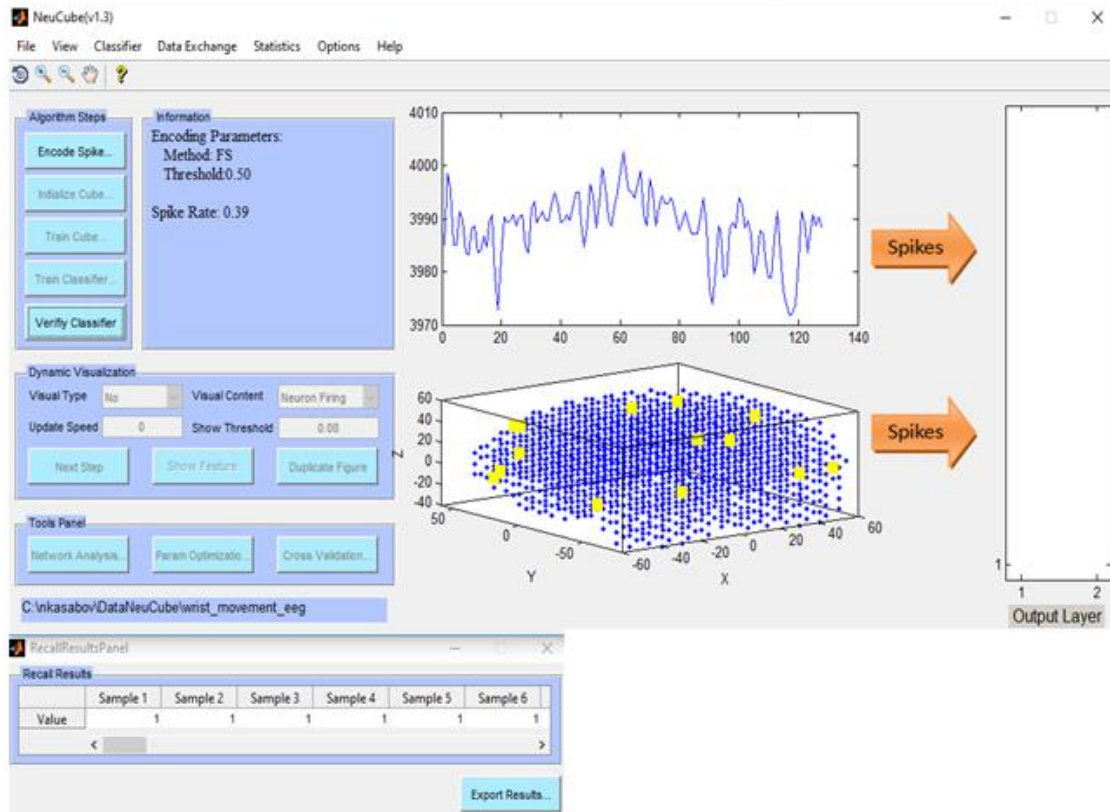 NeuCube(v1.3)
File View Classifier Data Exchange Statistics Options Help
Algorithm Steps
Encode Spike...
Initialize Cube...
Train Cube...
Train Classifier...
Verifiy Classifier
Information
Encoding Parameters:
Method: FS
Threshold:0.50
Spike Rate: 0.39
4010
4000
3990
3980
3970
0 20 40 60 80 100 120 140
Spikes
Dynamic Visualization
Visual Type No Visual Content Neuron Firing
Update Speed 0 Show Threshold 0.08
Next Step Show Feature Duplicate Figure
Tools Panel
Network Analysis... Param Optimizatio... Cross Validation...
C:\nkasabov\DataNeuCube\wrist_movement_eeg
60
40
20
0
-20
-40
Z
50 0 -50
Y
-60 -40 -20 0 20 40 60
X
Spikes
1
1 2
Output Layer
RecallResultsPanel
Recall Results
Sample 1 Sample 2 Sample 3 Sample 4 Sample 5 Sample 6
Value 1 1 1 1 1 1
Export Results...